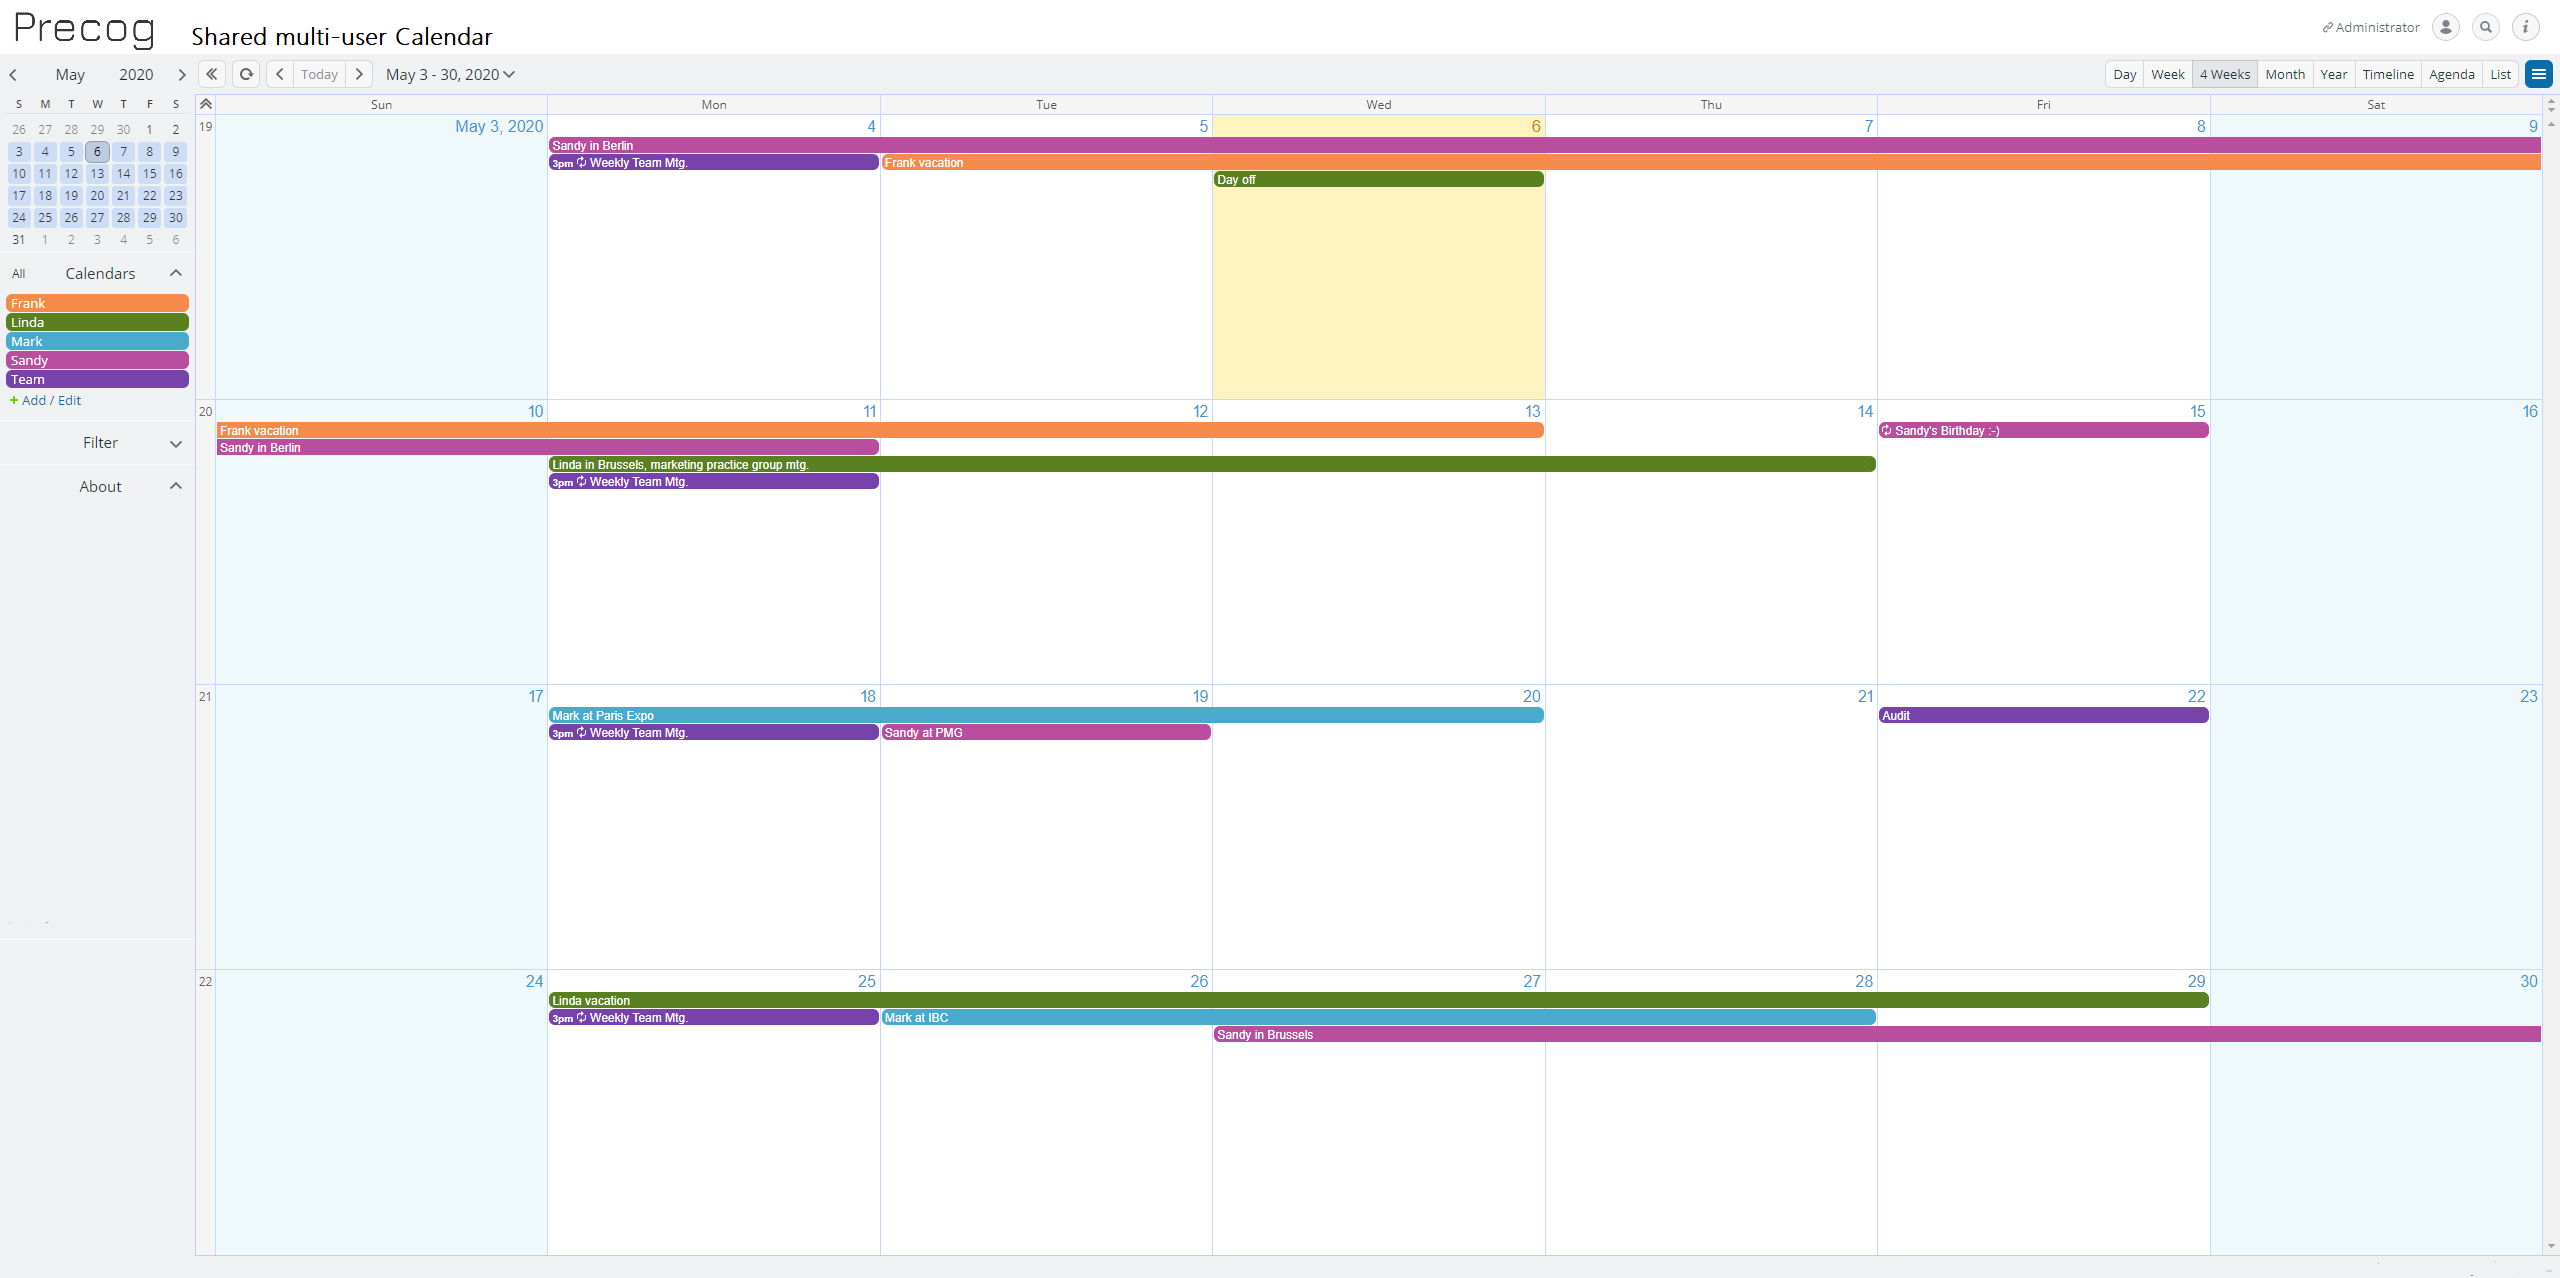 Precog
Shared multi-user Calendar
Administrator
May 2020
Today
May 3 - 30, 2020
Day Week 4 Weeks Month Year Timeline Agenda List
S M T W T F S
26 27 28 29 30 1 2
3 4 5 6 7 8 9
10 11 12 13 14 15 16
17 18 19 20 21 22 23
24 25 26 27 28 29 30
31 1 2 3 4 5 6
All Calendars
Frank
Linda
Mark
Sandy
Team
+ Add / Edit
Filter
About
Sun Mon Tue Wed Thu Fri Sat
19 May 3, 2020 4 5 6 7 8 9
Sandy in Berlin
3pm Weekly Team Mtg. Frank vacation
Day off
20 10 11 12 13 14 15 16
Frank vacation Sandy's Birthday :-)
Sandy in Berlin
Linda in Brussels, marketing practice group mtg.
3pm Weekly Team Mtg.
21 17 18 19 20 21 22 23
Mark at Paris Expo Audit
3pm Weekly Team Mtg. Sandy at PMG
22 24 25 26 27 28 29 30
Linda vacation
3pm Weekly Team Mtg. Mark at IBC
Sandy in Brussels